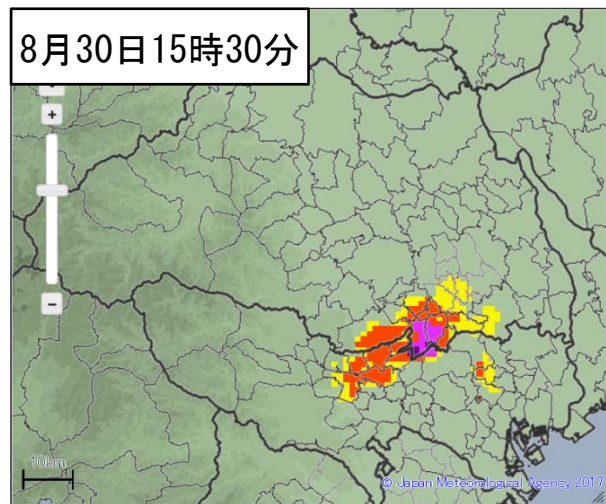 8月30日15時30分
+
−
10km
© Japan Meteorological Agency 2017